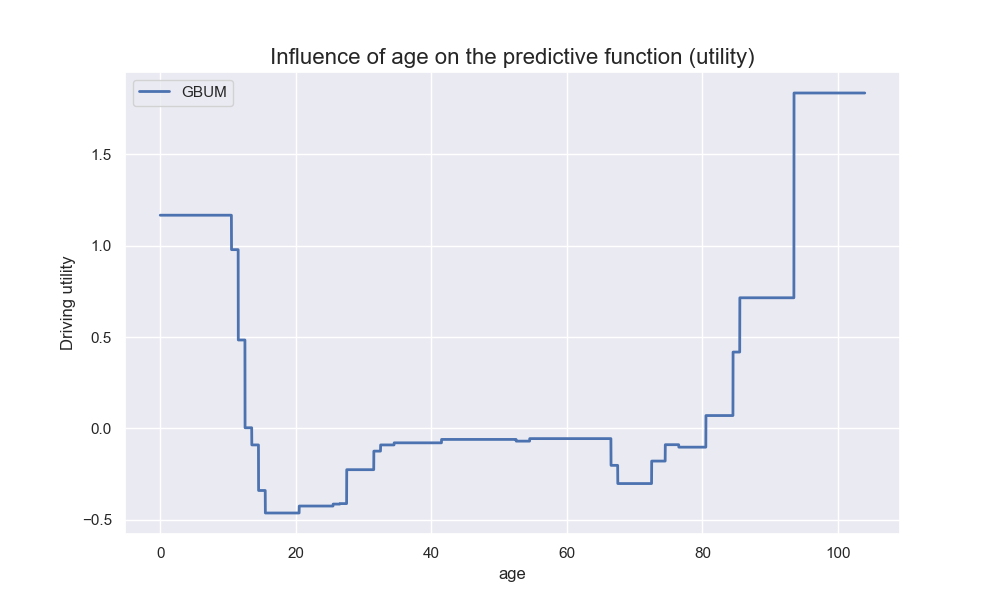 Influence of age on the predictive function (utility)
GBUM
1.5
1.0
0.5
0.0
−0.5
Driving utility
0 20 40 60 80 100
age